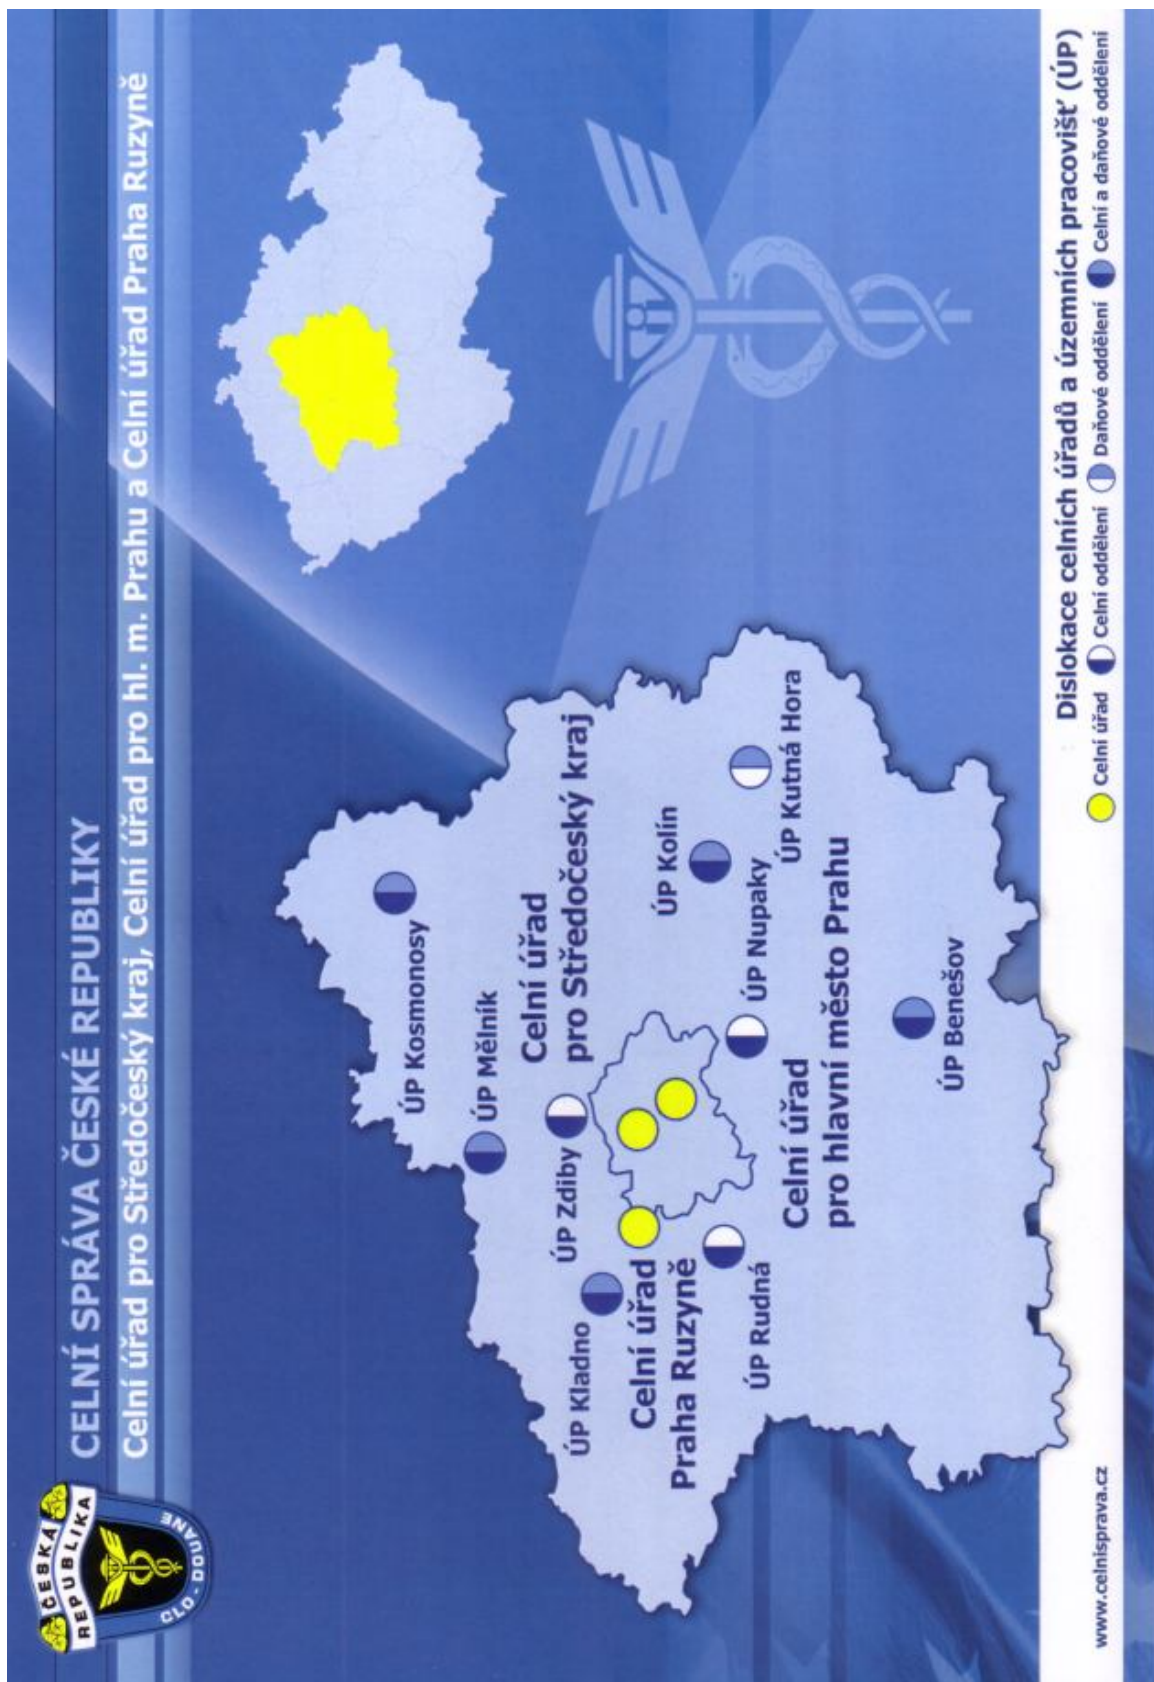 ČESKÁ
REPUBLIKA
CLO - DOUANE
CELNÍ SPRÁVA ČESKÉ REPUBLIKY
Celní úřad pro Středočeský kraj, Celní úřad pro hl. m. Prahu a Celní úřad Praha Ruzyně
ÚP Kosmonosy
ÚP Mělník
Celní úřad
pro Středočeský kraj
ÚP Zdiby
ÚP Kladno
Celní úřad
Praha Ruzyně
ÚP Kolín
ÚP Rudná
ÚP Nupaky
ÚP Kutná Hora
Celní úřad
pro hlavní město Prahu
ÚP Benešov
Dislokace celních úřadů a územních pracovišť (ÚP)
www.celnisprava.cz
Celní úřad Celní oddělení Daňové oddělení Celní a daňové oddělení